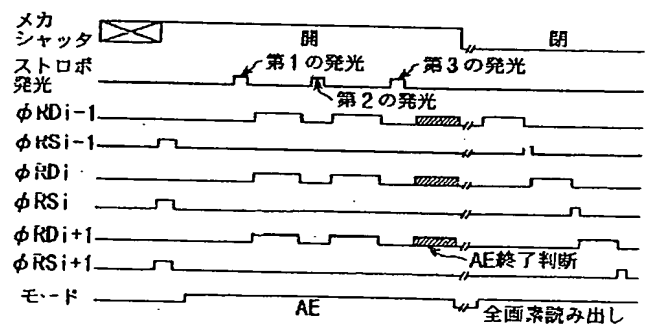 メカ
シャッタ
開
閉
ストロボ
発光
第1の発光
第2の発光
第3の発光
φRDi-1
φRSi-1
φRDi
φRSi
φRDi+1
φRSi+1
AE終了判断
モード
AE
全画素読み出し